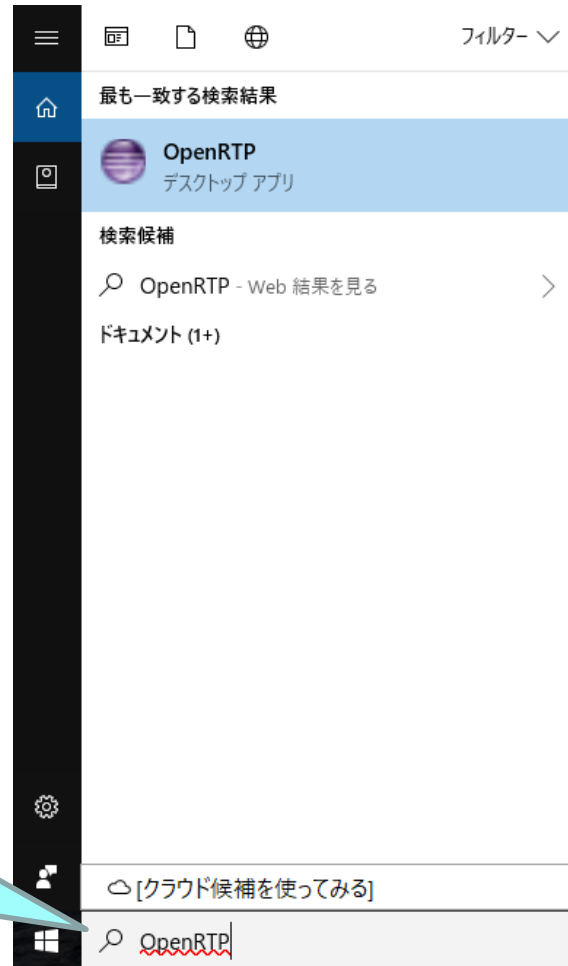 フィルター
最も一致する検索結果
OpenRTP
デスクトップ アプリ
検索候補
OpenRTP - Web 結果を見る
ドキュメント (1+)
[クラウド候補を使ってみる]
OpenRTP